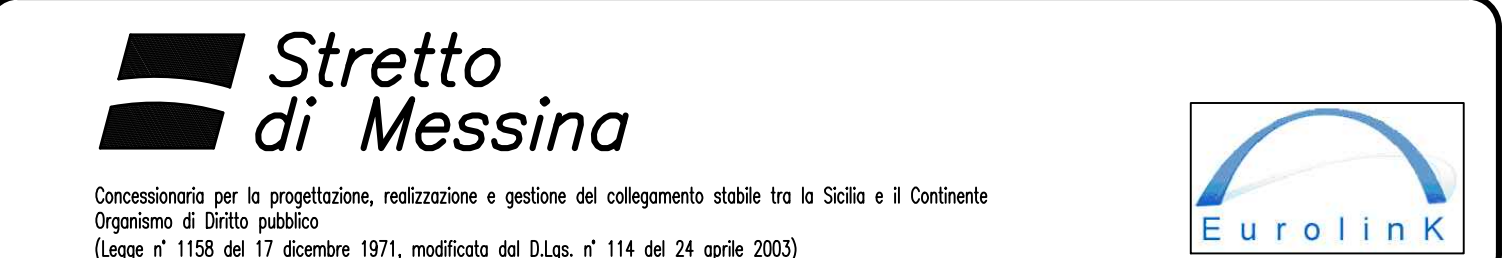 Stretto
di Messina
Concessionaria per la progettazione, realizzazione e gestione del collegamento stabile tra la Sicilia e il Continente
Organismo di Diritto pubblico
(Legge n° 1158 del 17 dicembre 1971, modificata dal D.Lgs. n° 114 del 24 aprile 2003)
EurolinK